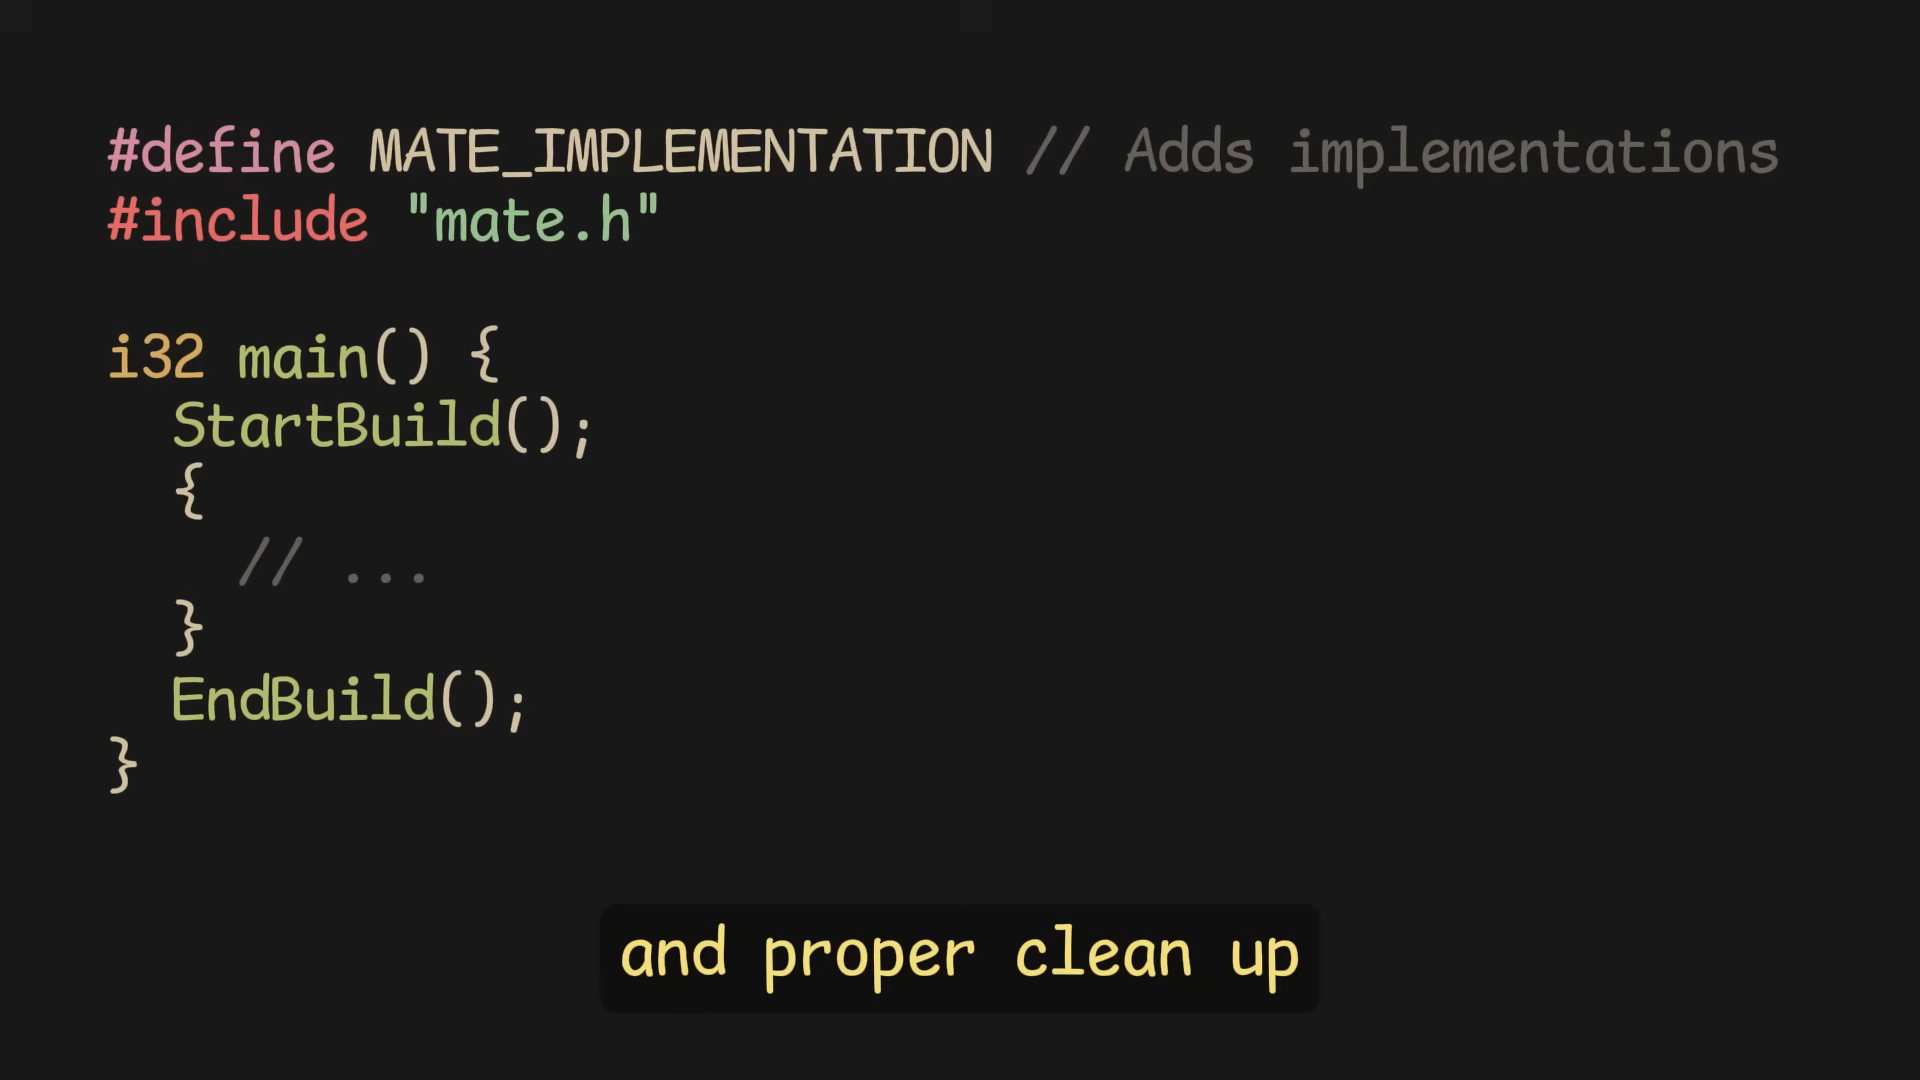 #define MATE_IMPLEMENTATION // Adds implementations
#include "mate.h"
i32 main() {
StartBuild();
{
// ...
}
EndBuild();
}
and proper clean up